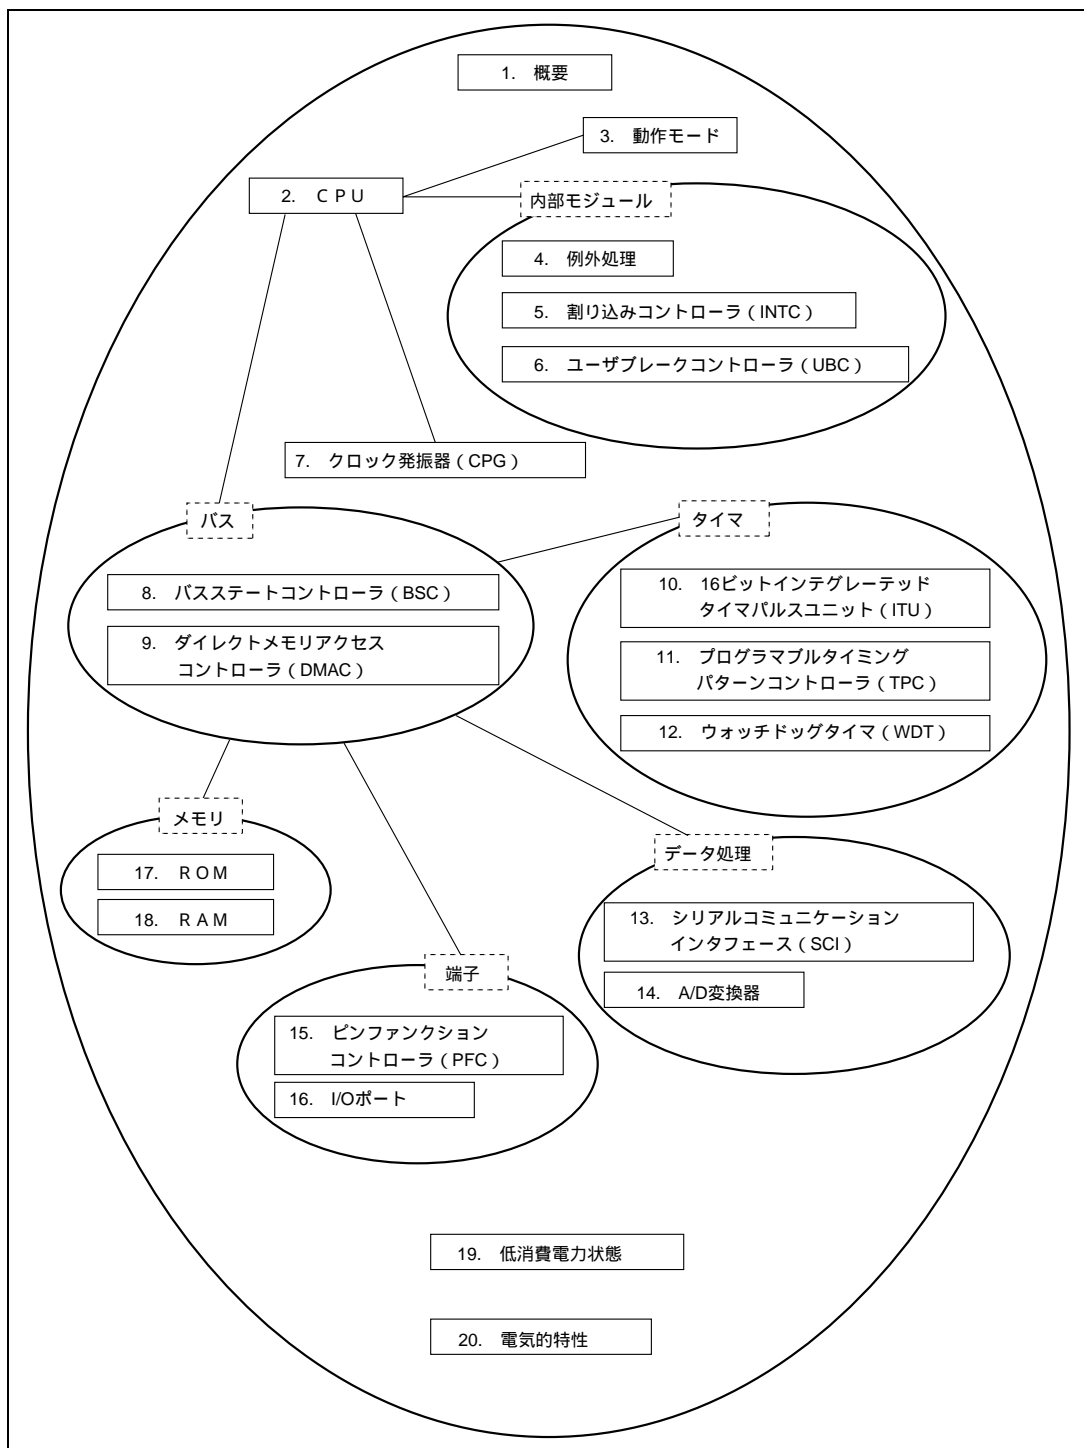 1. 概要
3. 動作モード
2. ＣＰＵ
内部モジュール
4. 例外処理
5. 割り込みコントローラ（INTC）
6. ユーザブレークコントローラ（UBC）
7. クロック発振器（CPG）
バス
8. バスステートコントローラ（BSC）
9. ダイレクトメモリアクセス
コントローラ（DMAC）
タイマ
10. 16ビットインテグレーテッド
タイマパルスユニット（ITU）
11. プログラマブルタイミング
パターンコントローラ（TPC）
12. ウォッチドッグタイマ（WDT）
メモリ
17. ＲＯＭ
18. ＲＡＭ
データ処理
13. シリアルコミュニケーション
インタフェース（SCI）
14. A/D変換器
端子
15. ピンファンクション
コントローラ（PFC）
16. I/Oポート
19. 低消費電力状態
20. 電気的特性